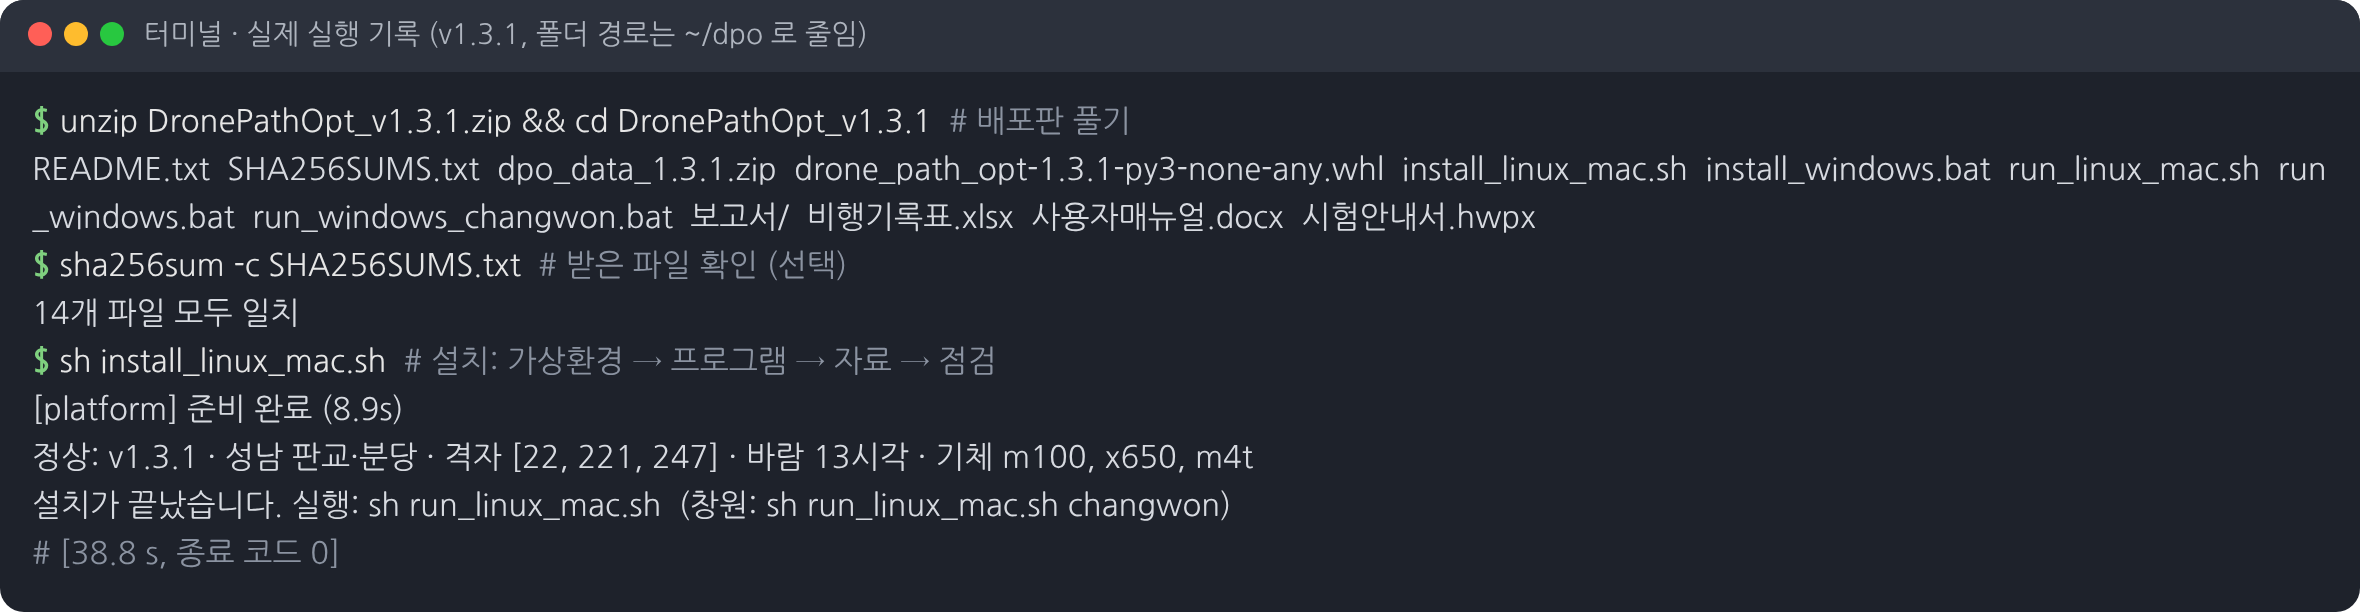 터미널 · 실제 실행 기록 (v1.3.1, 폴더 경로는 ~/dpo 로 줄임)
$ unzip DronePathOpt_v1.3.1.zip && cd DronePathOpt_v1.3.1  # 배포판 풀기
README.txt  SHA256SUMS.txt  dpo_data_1.3.1.zip  drone_path_opt-1.3.1-py3-none-any.whl  install_linux_mac.sh  install_windows.bat  run_linux_mac.sh  run
_windows.bat  run_windows_changwon.bat  보고서/  비행기록표.xlsx  사용자매뉴얼.docx  시험안내서.hwpx
$ sha256sum -c SHA256SUMS.txt  # 받은 파일 확인 (선택)
14개 파일 모두 일치
$ sh install_linux_mac.sh  # 설치: 가상환경 → 프로그램 → 자료 → 점검
[platform] 준비 완료 (8.9s)
정상: v1.3.1 · 성남 판교·분당 · 격자 [22, 221, 247] · 바람 13시각 · 기체 m100, x650, m4t
설치가 끝났습니다. 실행: sh run_linux_mac.sh  (창원: sh run_linux_mac.sh changwon)
# [38.8 s, 종료 코드 0]